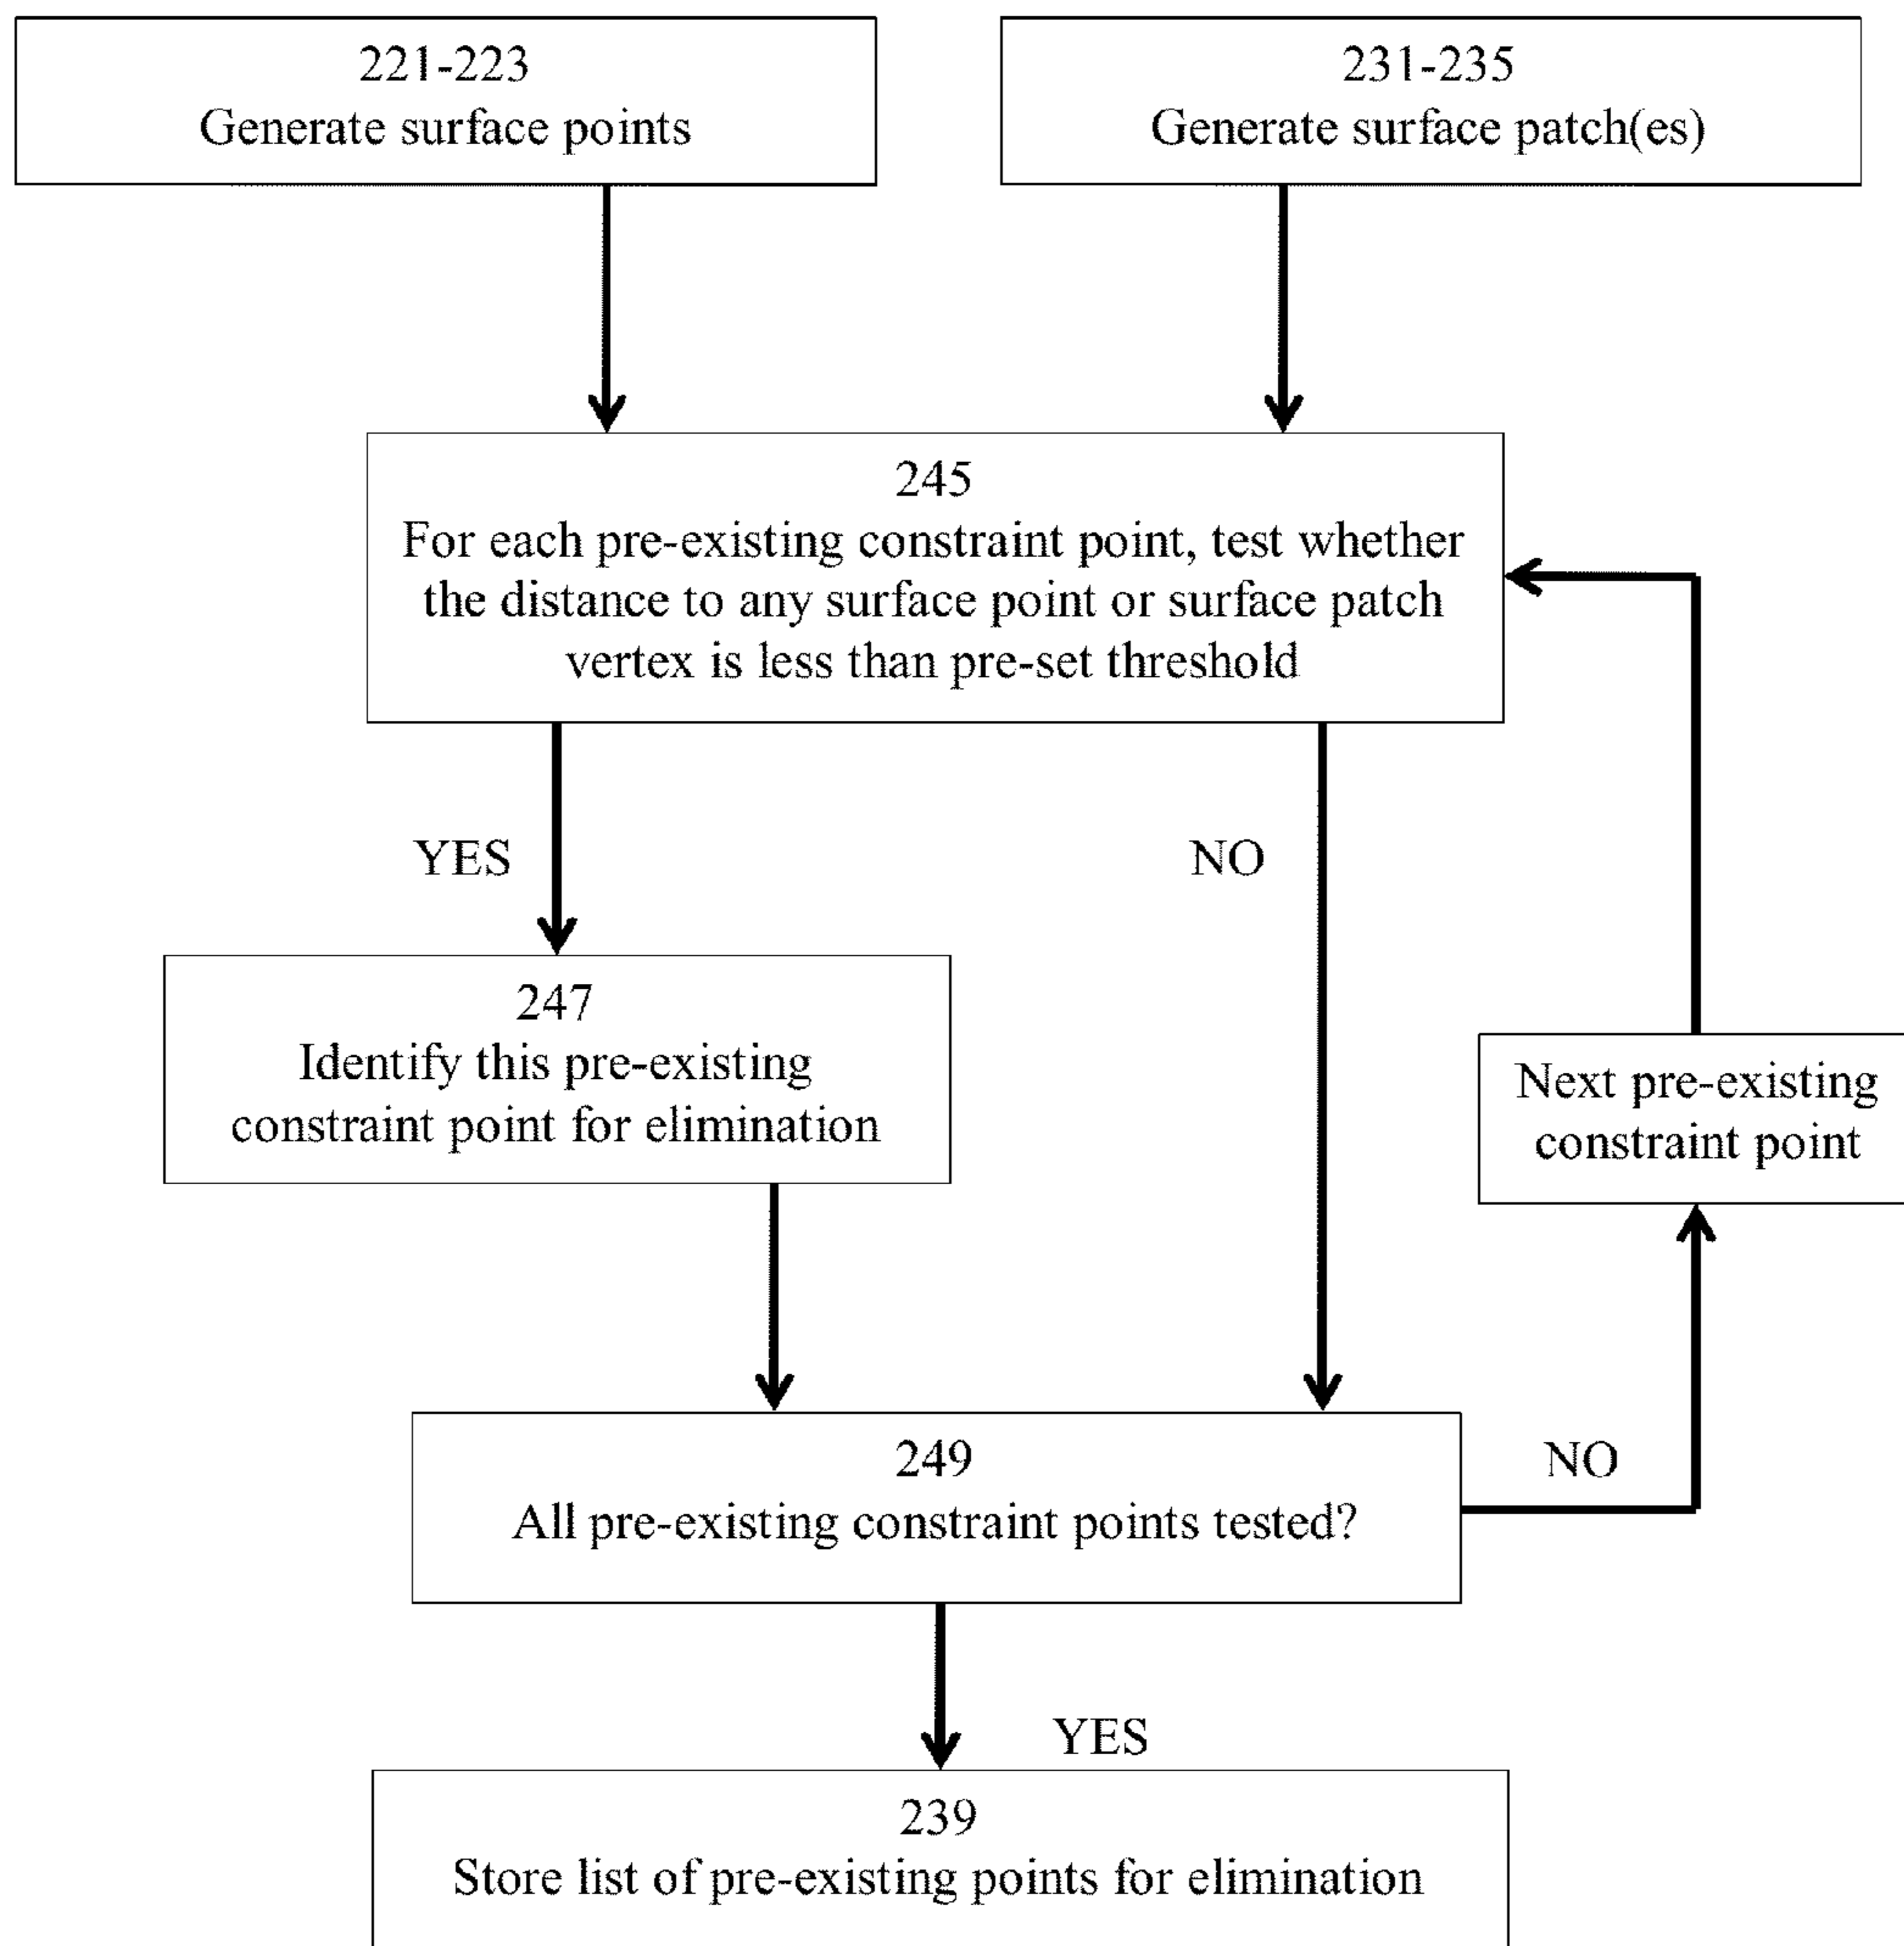 221-223
Generate surface points
231-235
Generate surface patch(es)
245
For each pre-existing constraint point, test whether
the distance to any surface point or surface patch
vertex is less than pre-set threshold
YES
NO
247
Identify this pre-existing
constraint point for elimination
Next pre-existing
constraint point
249
All pre-existing constraint points tested?
NO
YES
239
Store list of pre-existing points for elimination